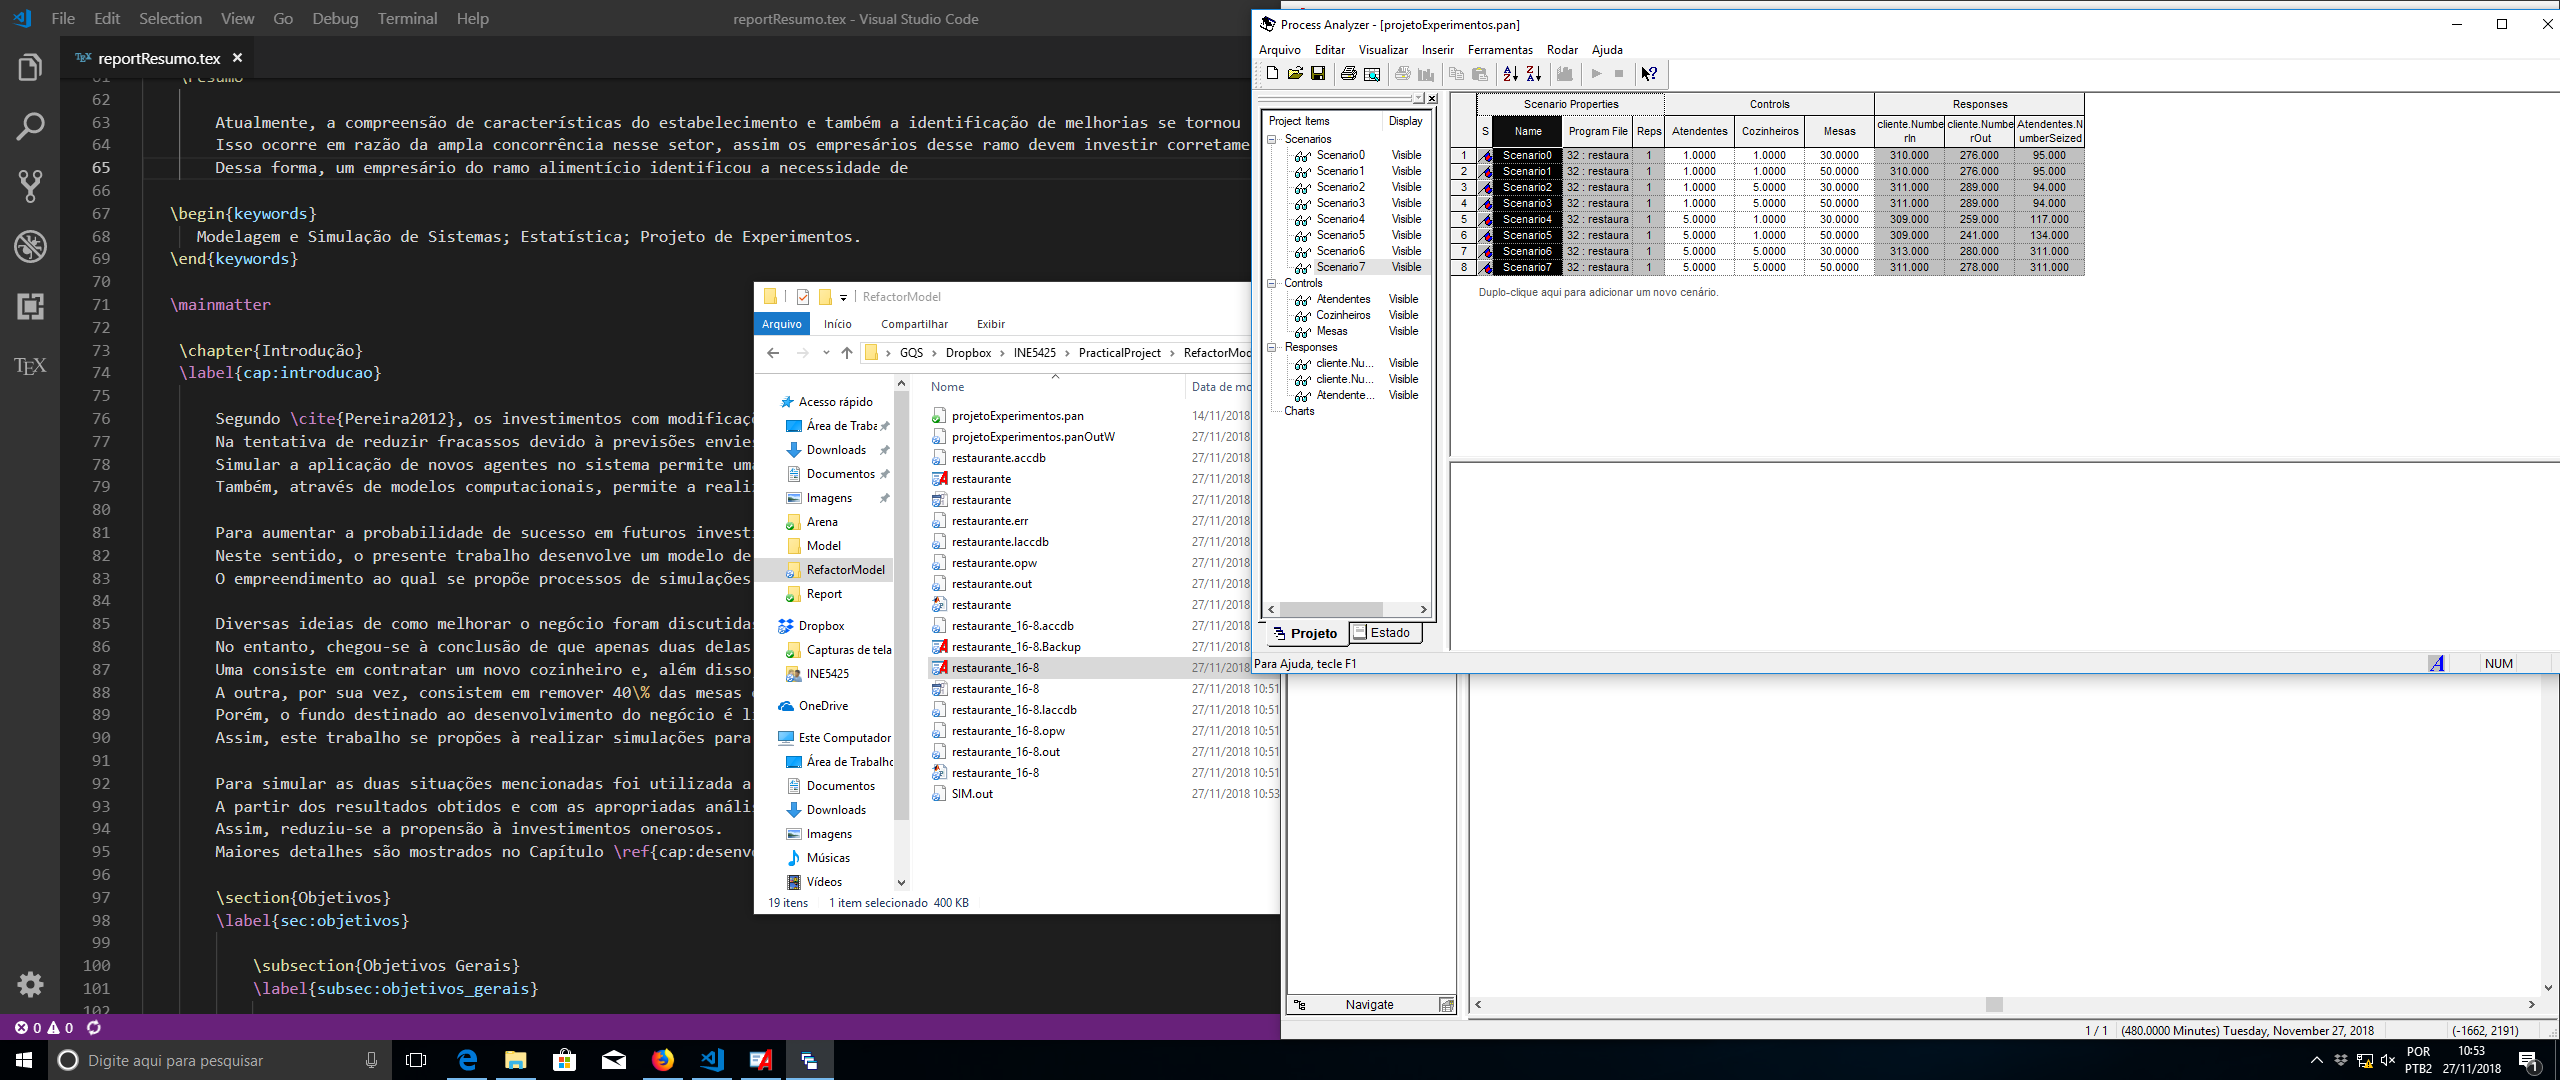 File Edit Selection View Go Debug Terminal Help
reportResumo.tex - Visual Studio Code
TEX reportResumo.tex ×
61 \resumo
62
63 Atualmente, a compreensão de características do estabelecimento e também a identificação de melhorias se tornou
64 Isso ocorre em razão da ampla concorrência nesse setor, assim os empresários desse ramo devem investir corretame
65 Dessa forma, um empresário do ramo alimentício identificou a necessidade de
66
67 \begin{keywords}
68 Modelagem e Simulação de Sistemas; Estatística; Projeto de Experimentos.
69 \end{keywords}
70
71 \mainmatter
72
73 \chapter{Introdução}
74 \label{cap:introducao}
75
76 Segundo \cite{Pereira2012}, os investimentos com modificaç
77 Na tentativa de reduzir fracassos devido à previsões envies
78 Simular a aplicação de novos agentes no sistema permite uma
79 Também, através de modelos computacionais, permite a realiz
80
81 Para aumentar a probabilidade de sucesso em futuros investi
82 Neste sentido, o presente trabalho desenvolve um modelo de
83 O empreendimento ao qual se propõe processos de simulações
84
85 Diversas ideias de como melhorar o negócio foram discutidas
86 No entanto, chegou-se à conclusão de que apenas duas delas
87 Uma consiste em contratar um novo cozinheiro e, além disso
88 A outra, por sua vez, consistem em remover 40\% das mesas
89 Porém, o fundo destinado ao desenvolvimento do negócio é li
90 Assim, este trabalho se propões à realizar simulações para
91
92 Para simular as duas situações mencionadas foi utilizada a
93 A partir dos resultados obtidos e com as apropriadas anális
94 Assim, reduziu-se a propensão à investimentos onerosos.
95 Maiores detalhes são mostrados no Capítulo \ref{cap:desenv
96
97 \section{Objetivos}
98 \label{sec:objetivos}
99
100 \subsection{Objetivos Gerais}
101 \label{subsec:objetivos_gerais}
102
TEX
0 0
RefactorModel
Arquivo Início Compartilhar Exibir
GQS > Dropbox > INE5425 > PracticalProject > RefactorMod
Nome Data de mo
Acesso rápido
Área de Traba
Downloads
Documentos
Imagens
Arena
Model
RefactorModel
Report
Dropbox
Capturas de tela
INE5425
OneDrive
Este Computador
Área de Trabalho
Documentos
Downloads
Imagens
Músicas
Vídeos
projetoExperimentos.pan 14/11/2018
projetoExperimentos.panOutW 27/11/2018
restaurante.accdb 27/11/2018
restaurante 27/11/2018
restaurante 27/11/2018
restaurante.err 27/11/2018
restaurante.laccdb 27/11/2018
restaurante.opw 27/11/2018
restaurante.out 27/11/2018
restaurante 27/11/2018
restaurante_16-8.accdb 27/11/2018
restaurante_16-8.Backup 27/11/2018
restaurante_16-8 27/11/2018
restaurante_16-8 27/11/2018 10:51
restaurante_16-8.laccdb 27/11/2018 10:51
restaurante_16-8.opw 27/11/2018 10:51
restaurante_16-8.out 27/11/2018 10:51
restaurante_16-8 27/11/2018 10:51
SIM.out 27/11/2018 10:53
19 itens 1 item selecionado 400 KB
Process Analyzer - [projetoExperimentos.pan]
Arquivo Editar Visualizar Inserir Ferramentas Rodar Ajuda
Project Items Display
Scenarios
Scenario0 Visible
Scenario1 Visible
Scenario2 Visible
Scenario3 Visible
Scenario4 Visible
Scenario5 Visible
Scenario6 Visible
Scenario7 Visible
Controls
Atendentes Visible
Cozinheiros Visible
Mesas Visible
Responses
cliente.Nu... Visible
cliente.Nu... Visible
Atendente... Visible
Charts
Projeto Estado
Scenario Properties Controls Responses
S Name Program File Reps Atendentes Cozinheiros Mesas cliente.NumberIn cliente.NumberOut Atendentes.NumberSeized
1 Scenario0 32 : restaura 1 1.0000 1.0000 30.0000 310.000 276.000 95.000
2 Scenario1 32 : restaura 1 1.0000 1.0000 50.0000 310.000 276.000 95.000
3 Scenario2 32 : restaura 1 1.0000 5.0000 30.0000 311.000 289.000 94.000
4 Scenario3 32 : restaura 1 1.0000 5.0000 50.0000 311.000 289.000 94.000
5 Scenario4 32 : restaura 1 5.0000 1.0000 30.0000 309.000 259.000 117.000
6 Scenario5 32 : restaura 1 5.0000 1.0000 50.0000 309.000 241.000 134.000
7 Scenario6 32 : restaura 1 5.0000 5.0000 30.0000 313.000 280.000 311.000
8 Scenario7 32 : restaura 1 5.0000 5.0000 50.0000 311.000 278.000 311.000
Duplo-clique aqui para adicionar um novo cenário.
Para Ajuda, tecle F1
NUM
Navigate
1 / 1 (480.0000 Minutes) Tuesday, November 27, 2018 (-1662, 2191)
Digite aqui para pesquisar
POR
PTB2
10:53
27/11/2018
1